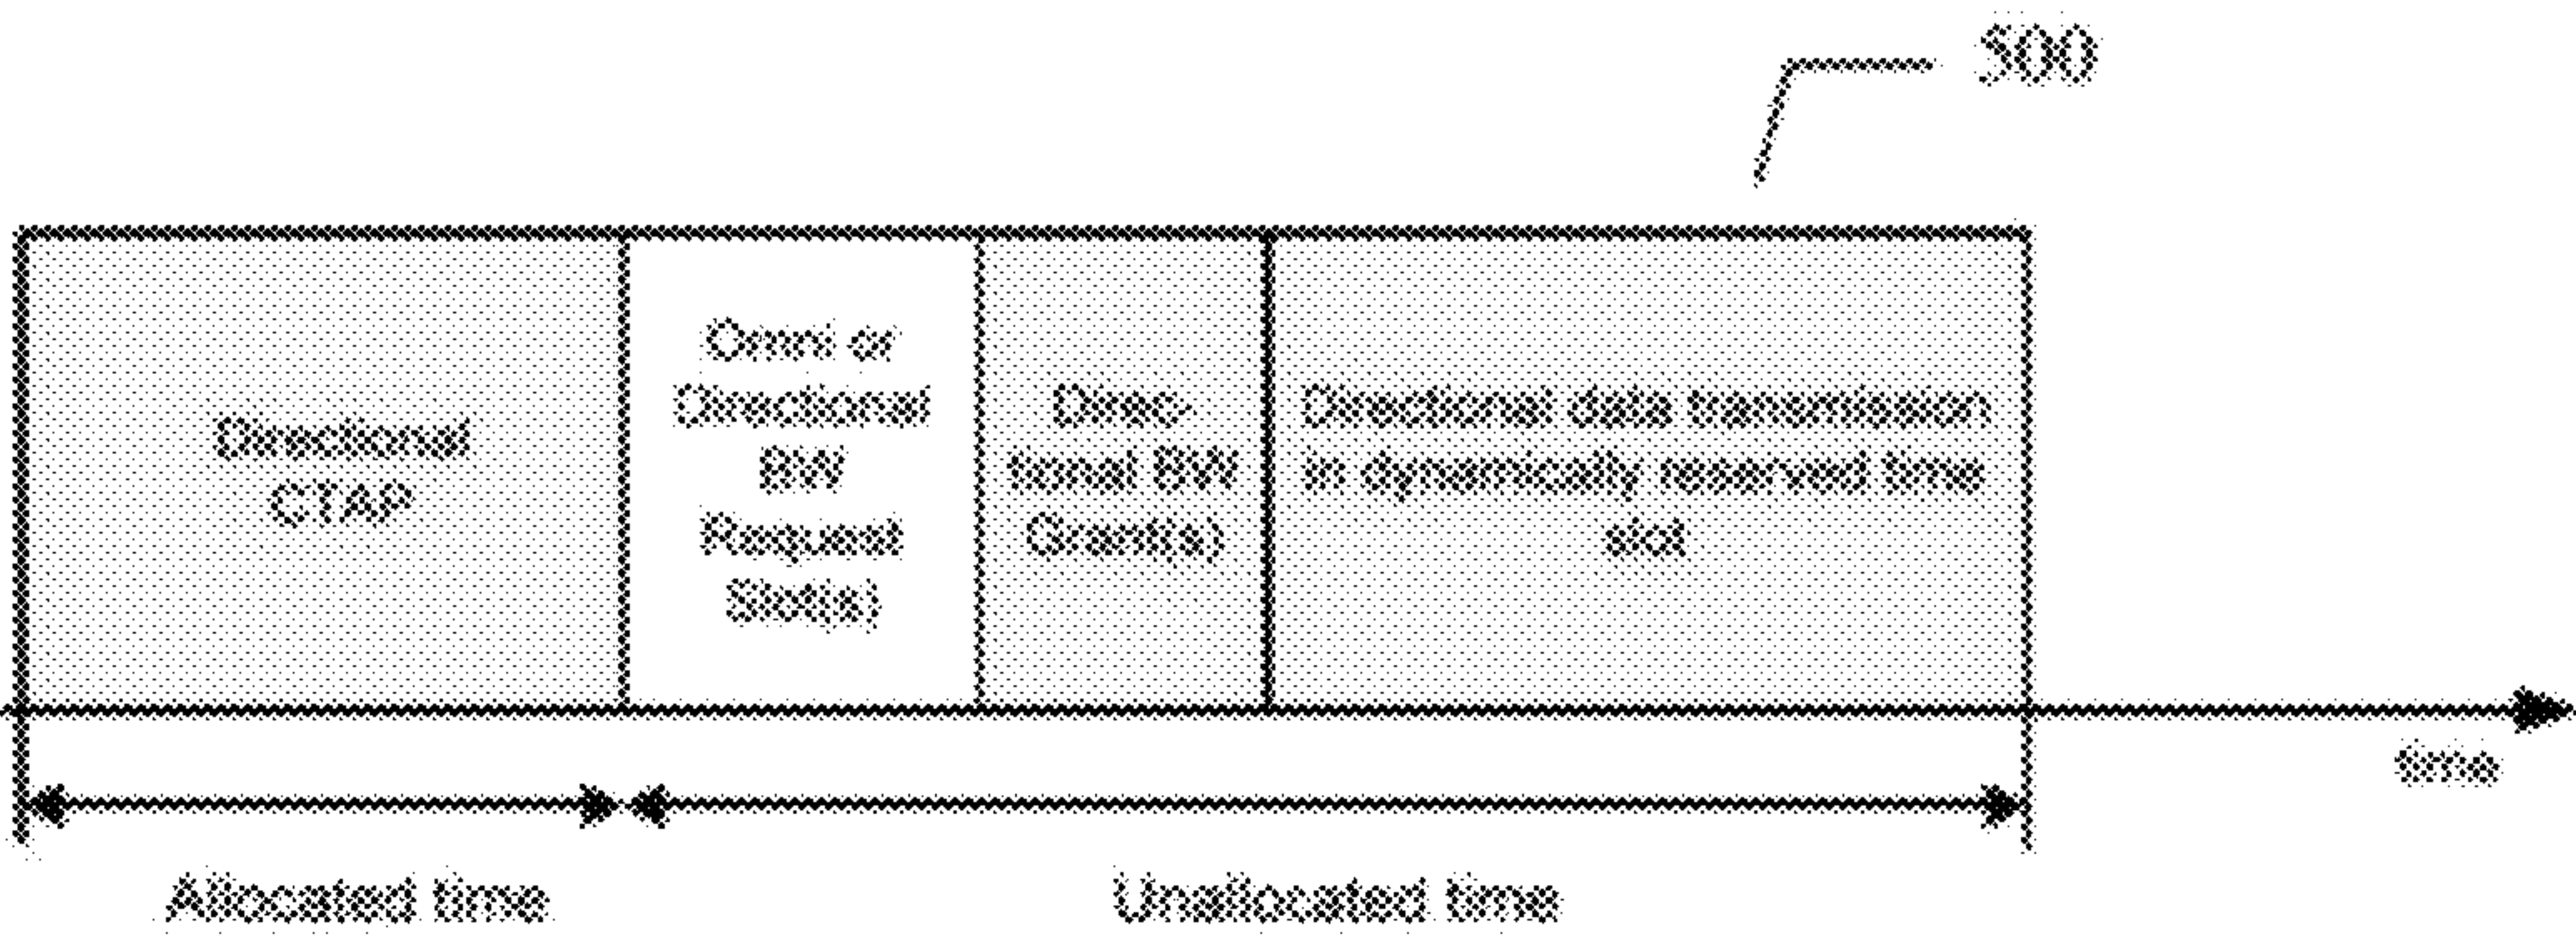 500
Directional
CTAP
Omni or
Directional
BW
Request
Slot(s)
Direc-
tional BW
Grant(s)
Directional data transmission
in dynamically reserved time
slot
time
Allocated time
Unallocated time